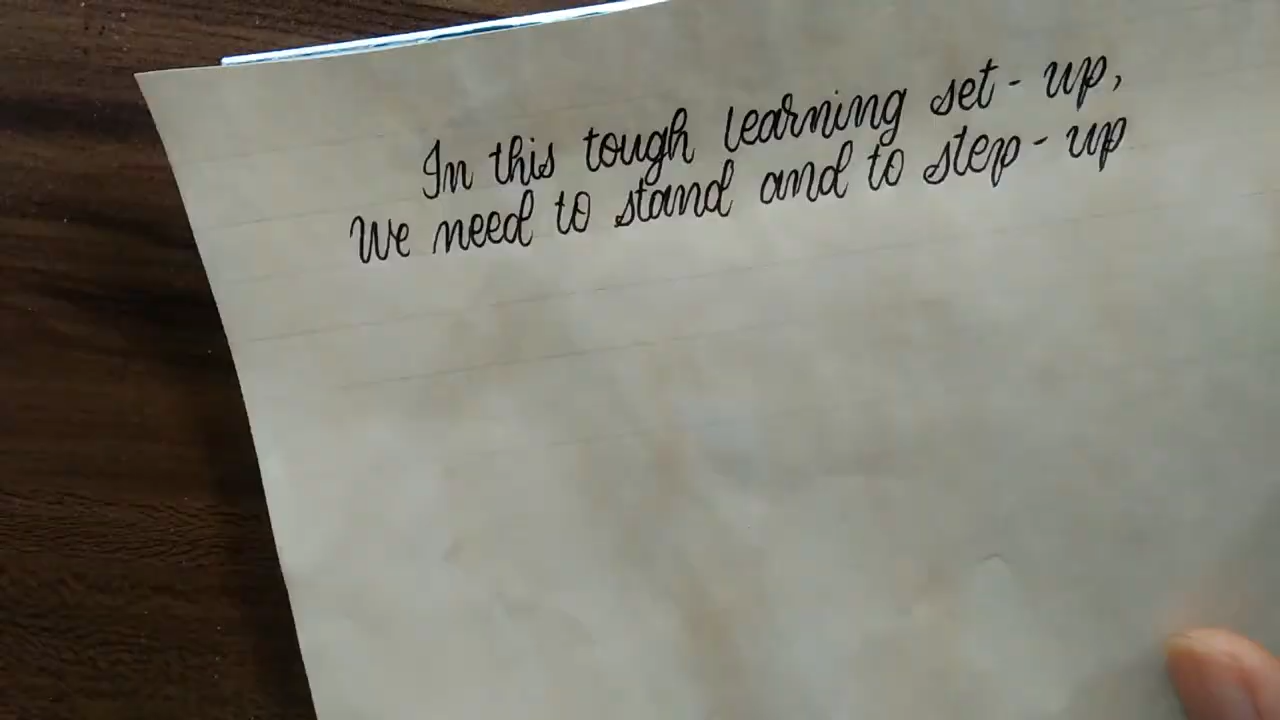 In this tough learning set-up,
We need to stand and to step-up